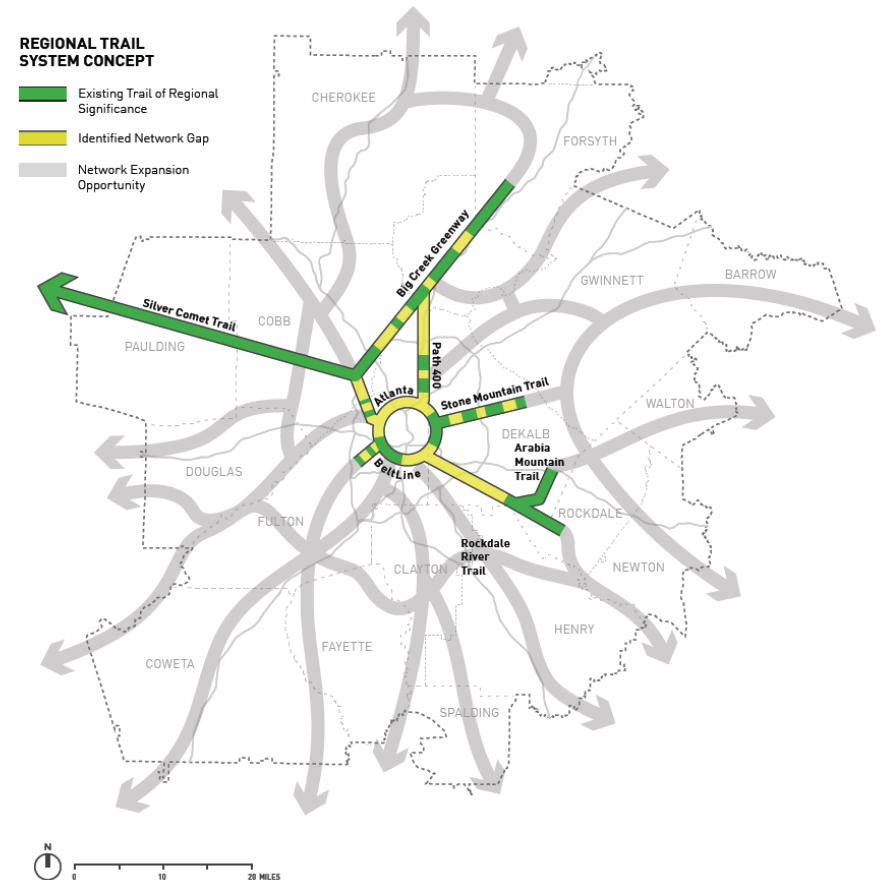 REGIONAL TRAIL
SYSTEM CONCEPT
Existing Trail of Regional
Significance
Identified Network Gap
Network Expansion
Opportunity
CHEROKEE
FORSYTH
Big Creek Greenway
GWINNETT
BARROW
Silver Comet Trail
COBB
PAULDING
Path 400
Atlanta
BeltLine
Stone Mountain Trail
WALTON
DEKALB
Arabia
Mountain
Trail
DOUGLAS
ROCKDALE
FULTON
Rockdale
River
Trail
CLAYTON
NEWTON
HENRY
FAYETTE
COWETA
SPALDING
N
0 10 20 MILES